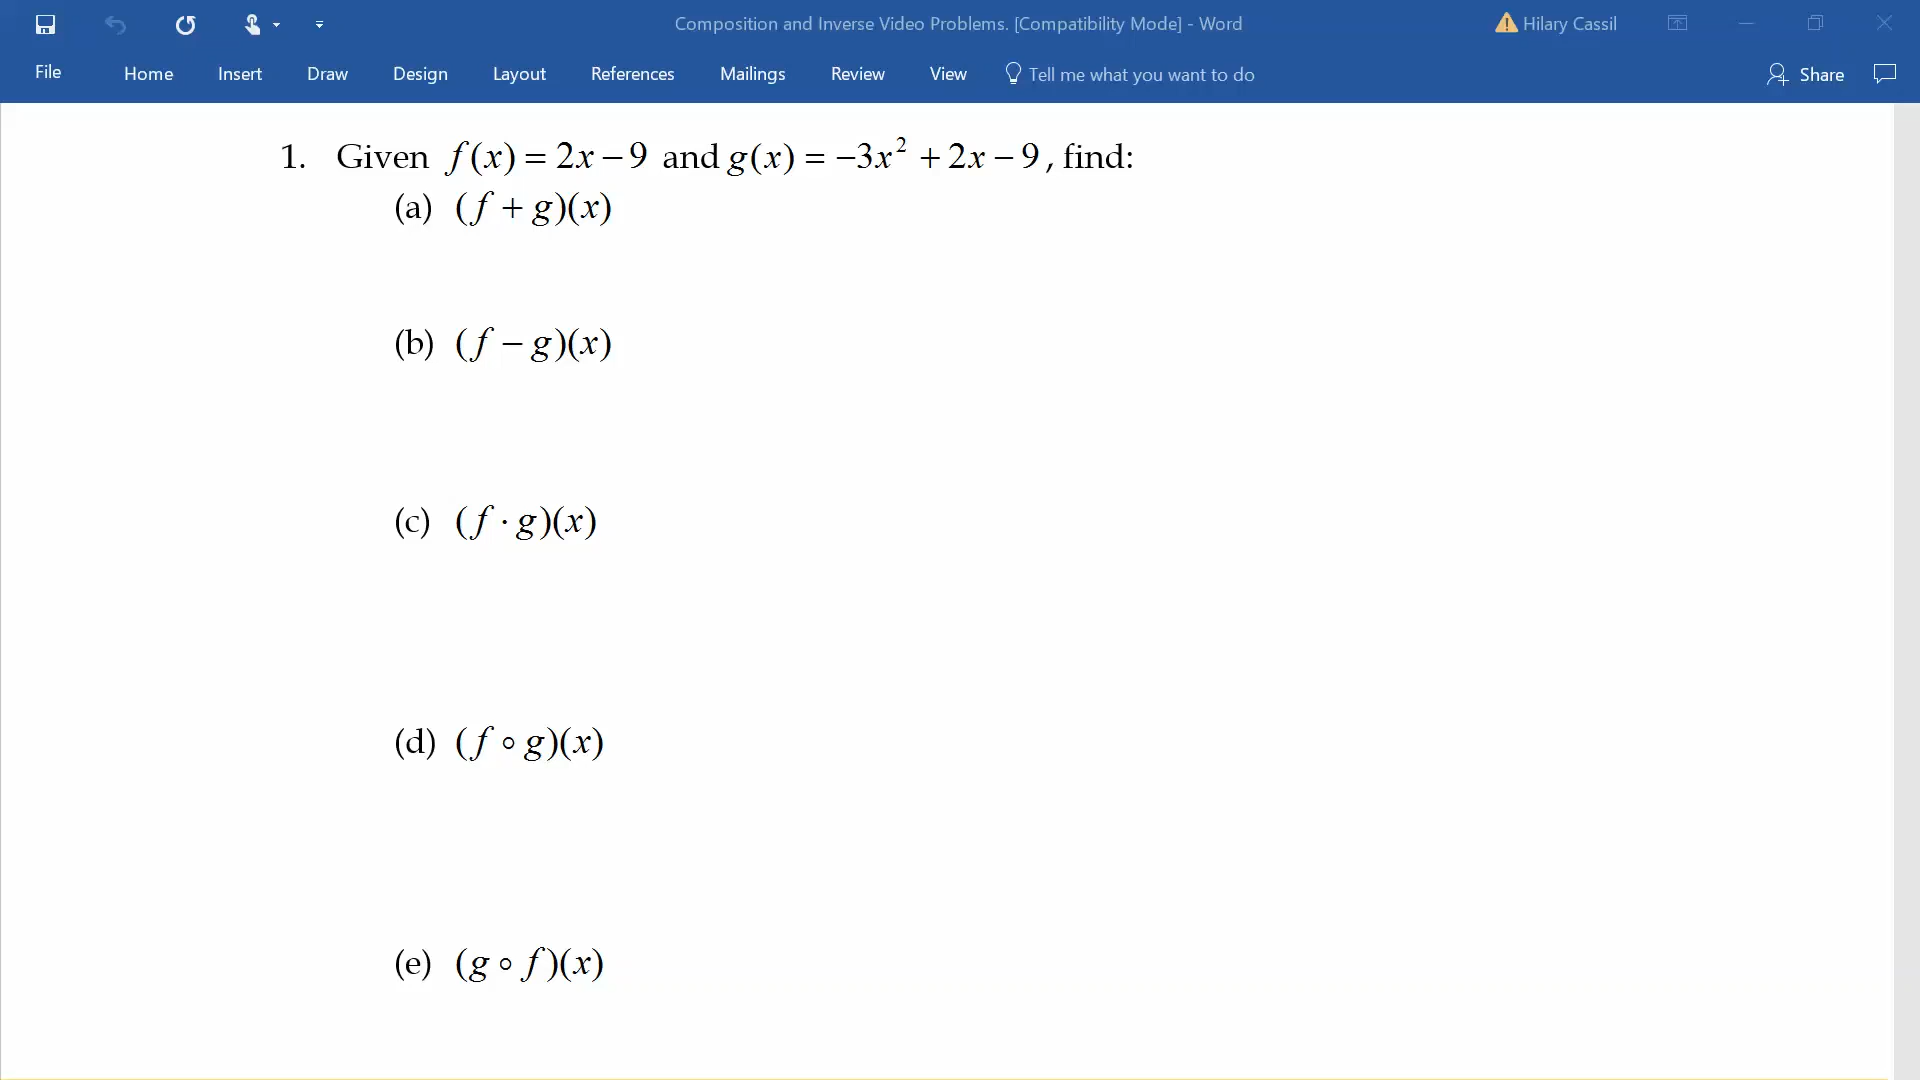 Composition and Inverse Video Problems. [Compatibility Mode] - Word
Hilary Cassil
File Home Insert Draw Design Layout References Mailings Review View Tell me what you want to do Share
1. Given f(x) = 2x − 9 and g(x) = −3x² + 2x − 9, find:
(a) (f + g)(x)
(b) (f − g)(x)
(c) (f · g)(x)
(d) (f ∘ g)(x)
(e) (g ∘ f)(x)